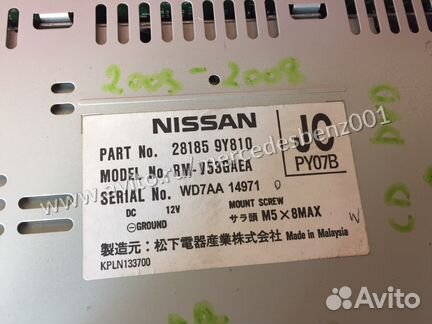 2003-2008
NISSAN
PART No. 28185 9Y810
MODEL No. RM-V53GAEA
SERIAL No. WD7AA 14971
DC 12V
⊖GROUND
MOUNT SCREW
サラ頭 M5×8MAX
製造元：松下電器産業株式会社 Made in Malaysia
KPLN133700
JC
PY07B
DVD
CD
W
www.avito.ru/mercedesbenz001
Avito